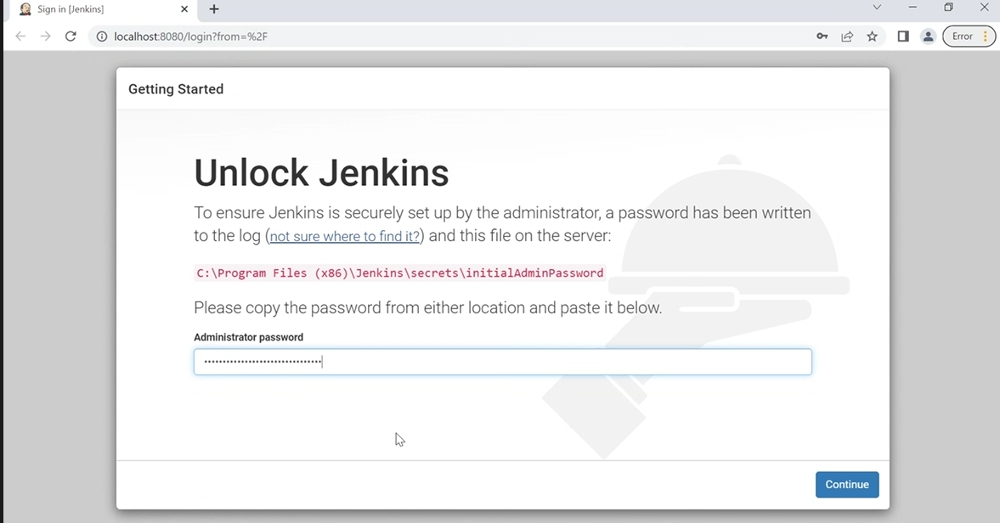 Sign in [Jenkins]
localhost:8080/login?from=%2F
Error
Getting Started
Unlock Jenkins
To ensure Jenkins is securely set up by the administrator, a password has been written
to the log (not sure where to find it?) and this file on the server:
C:\Program Files (x86)\Jenkins\secrets\initialAdminPassword
Please copy the password from either location and paste it below.
Administrator password
••••••••••••••••••••••••••••••••
Continue